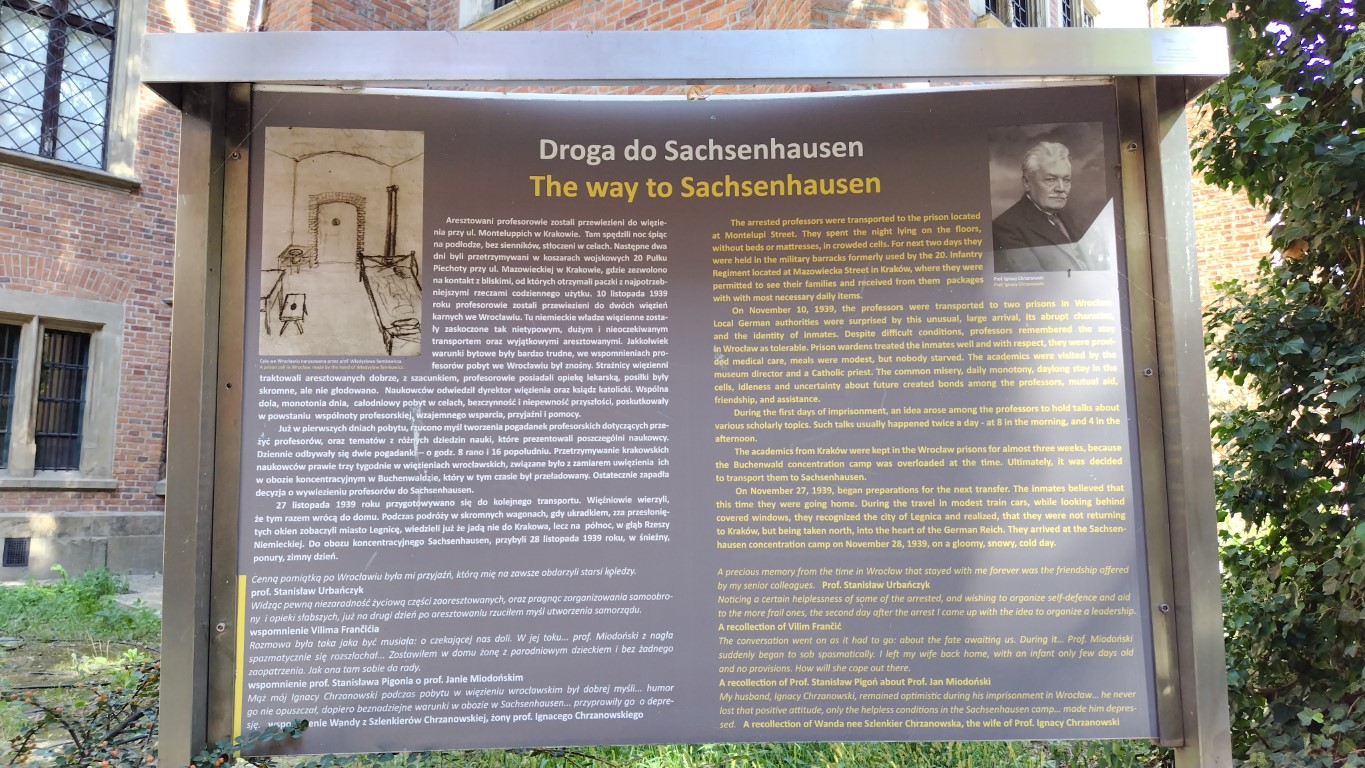 Droga do Sachsenhausen
The way to Sachsenhausen
Aresztowani profesorowie zostali przewiezieni do więzie-
nia przy ul. Monteluppich w Krakowie. Tam spędzili noc śpiąc
na podłodze, bez sienników, stłoczeni w celach. Następne dwa
dni byli przetrzymywani w koszarach wojskowych 20 Pułku
Piechoty przy ul. Mazowieckiej w Krakowie, gdzie zezwolono
na kontakt z bliskimi, od których otrzymali paczki z najpotrzeb-
niejszymi rzeczami codziennego użytku. 10 listopada 1939
roku profesorowie zostali przewiezieni do dwóch więzień
karnych we Wrocławiu. Tu niemieckie władze więzienne zosta-
ły zaskoczone tak nietypowym, dużym i nieoczekiwanym
transportem oraz wyjątkowymi aresztowanymi. Jakkolwiek
warunki bytowe były bardzo trudne, we wspomnieniach pro-
fesorów pobyt we Wrocławiu był znośny. Strażnicy więzienni
traktowali aresztowanych dobrze, z szacunkiem, profesorowie posiadali opiekę lekarską, posiłki były
skromne, ale nie głodowano. Naukowców odwiedził dyrektor więzienia oraz ksiądz katolicki. Wspólna
dola, monotonia dnia, całodniowy pobyt w celach, bezczynność i niepewność przyszłości, poskutkowały
w powstaniu wspólnoty profesorskiej, wzajemnego wsparcia, przyjaźni i pomocy.
Już w pierwszych dniach pobytu, rzucono myśl tworzenia pogadanek profesorskich dotyczących prze-
żyć profesorów, oraz tematów z różnych dziedzin nauki, które prezentowali poszczególni naukowcy.
Dziennie odbywały się dwie pogadanki – o godz. 8 rano i 16 popołudniu. Przetrzymywanie krakowskich
naukowców prawie trzy tygodnie w więzieniach wrocławskich, związane było z zamiarem uwięzienia ich
w obozie koncentracyjnym w Buchenwaldzie, który w tym czasie był przeładowany. Ostatecznie zapadła
decyzja o wywiezieniu profesorów do Sachsenhausen.
27 listopada 1939 roku przygotowywano się do kolejnego transportu. Więźniowie wierzyli,
że tym razem wrócą do domu. Podczas podróży w skromnych wagonach, gdy ukradkiem, zza przesłonię-
tych okien zobaczyli miasto Legnicę, wiedzieli już że jadą nie do Krakowa, lecz na północ, w głąb Rzeszy
Niemieckiej. Do obozu koncentracyjnego Sachsenhausen, przybyli 28 listopada 1939 roku, w śnieżny,
ponury, zimny dzień.
Cenną pamiątką po Wrocławiu była mi przyjaźń, którą mię na zawsze obdarzyli starsi koledzy.
prof. Stanisław Urbańczyk
Widząc pewną niezaradność życiową części zaaresztowanych, oraz pragnąc zorganizowania samoobro-
ny i opieki słabszych, już na drugi dzień po aresztowaniu rzuciłem myśl utworzenia samorządu.
wspomnienie Vilima Frančićia
Rozmowa była taka jaka być musiała: o czekającej nas doli. W jej toku... prof. Miodoński z nagła
spazmatycznie się rozszlochał... Zostawiłem w domu żonę z parodniowym dzieckiem i bez żadnego
zaopatrzenia. Jak ona tam sobie da rady.
wspomnienie prof. Stanisława Pigonia o prof. Janie Miodońskim
Mąż mój Ignacy Chrzanowski podczas pobytu w więzieniu wrocławskim był dobrej myśli... humor
go nie opuszczał, dopiero beznadziejne warunki w obozie w Sachsenhausen... przyprawiły go o depre-
sję. wspomnienie Wandy z Szlenkierów Chrzanowskiej, żony prof. Ignacego Chrzanowskiego
The arrested professors were transported to the prison located
at Montelupi Street. They spent the night lying on the floors,
without beds or mattresses, in crowded cells. For next two days they
were held in the military barracks formerly used by the 20. Infantry
Regiment located at Mazowiecka Street in Kraków, where they were
permitted to see their families and received from them packages
with with most necessary daily items.
On November 10, 1939, the professors were transported to two prisons in Wrocław.
Local German authorities were surprised by this unusual, large arrival, its abrupt character,
and the identity of inmates. Despite difficult conditions, professors remembered the stay
in Wrocław as tolerable. Prison wardens treated the inmates well and with respect, they were provi-
ded medical care, meals were modest, but nobody starved. The academics were visited by the
museum director and a Catholic priest. The common misery, daily monotony, daylong stay in the
cells, idleness and uncertainty about future created bonds among the professors, mutual aid,
friendship, and assistance.
During the first days of imprisonment, an idea arose among the professors to hold talks about
various scholarly topics. Such talks usually happened twice a day - at 8 in the morning, and 4 in the
afternoon.
The academics from Kraków were kept in the Wrocław prisons for almost three weeks, because
the Buchenwald concentration camp was overloaded at the time. Ultimately, it was decided
to transport them to Sachsenhausen.
On November 27, 1939, began preparations for the next transfer. The inmates believed that
this time they were going home. During the travel in modest train cars, while looking behind
covered windows, they recognized the city of Legnica and realized, that they were not returning
to Kraków, but being taken north, into the heart of the German Reich. They arrived at the Sachsen-
hausen concentration camp on November 28, 1939, on a gloomy, snowy, cold day.
A precious memory from the time in Wrocław that stayed with me forever was the friendship offered
by my senior colleagues. Prof. Stanisław Urbańczyk
Noticing a certain helplessness of some of the arrested, and wishing to organize self-defence and aid
to the more frail ones, the second day after the arrest I came up with the idea to organize a leadership.
A recollection of Vilim Frančić
The conversation went on as it had to go: about the fate awaiting us. During It... Prof. Miodoński
suddenly began to sob spasmatically. I left my wife back home, with an infant only few days old
and no provisions. How will she cope out there.
A recollection of Prof. Stanisław Pigoń about Prof. Jan Miodoński
My husband, Ignacy Chrzanowski, remained optimistic during his imprisonment in Wrocław... he never
lost that positive attitude, only the helpless conditions in the Sachsenhausen camp... made him depres-
sed. A recollection of Wanda nee Szlenkier Chrzanowska, the wife of Prof. Ignacy Chrzanowski
Cela we Wrocławiu narysowana przez prof. Władysława Semkowicza.
A prison cell in Wrocław, made by the hand of Władysław Semkowicz.
Prof. Ignacy Chrzanowski
Prof. Ignacy Chrzanowski